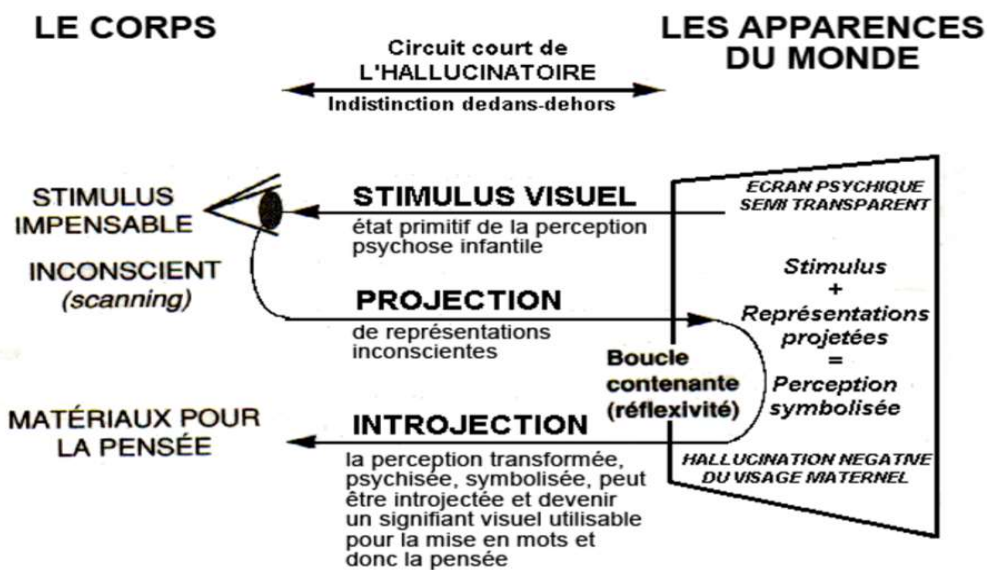 LE CORPS
LES APPARENCES
DU MONDE
Circuit court de
L'HALLUCINATOIRE
Indistinction dedans-dehors
STIMULUS
IMPENSABLE
INCONSCIENT
(scanning)
STIMULUS VISUEL
état primitif de la perception
psychose infantile
ECRAN PSYCHIQUE
SEMI TRANSPARENT
PROJECTION
de représentations
inconscientes
Stimulus
+
Représentations
projetées
=
Perception
symbolisée
Boucle
contenante
(réflexivité)
MATÉRIAUX POUR
LA PENSÉE
INTROJECTION
la perception transformée,
psychisée, symbolisée, peut
être introjectée et devenir
un signifiant visuel utilisable
pour la mise en mots et
donc la pensée
HALLUCINATION NEGATIVE
DU VISAGE MATERNEL